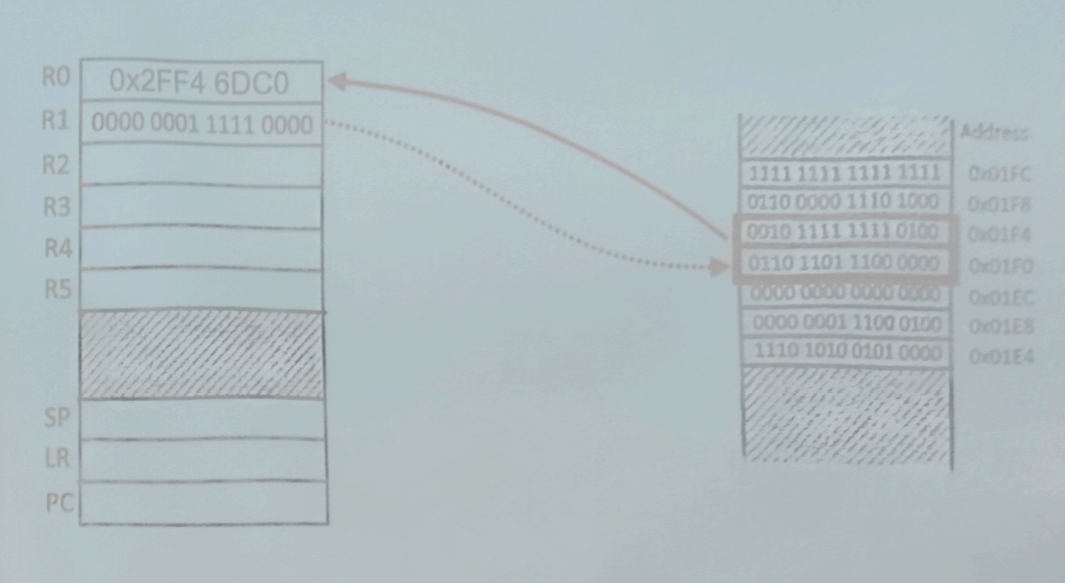 R0 0x2FF4 6DC0
R1 0000 0001 1111 0000
R2
R3
R4
R5
SP
LR
PC
Address
1111 1111 1111 1111 0x01FC
0110 0000 1110 1000 0x01F8
0010 1111 1111 0100 0x01F4
0110 1101 1100 0000 0x01F0
0000 0000 0000 0000 0x01EC
0000 0001 1100 0100 0x01E8
1110 1010 0101 0000 0x01E4